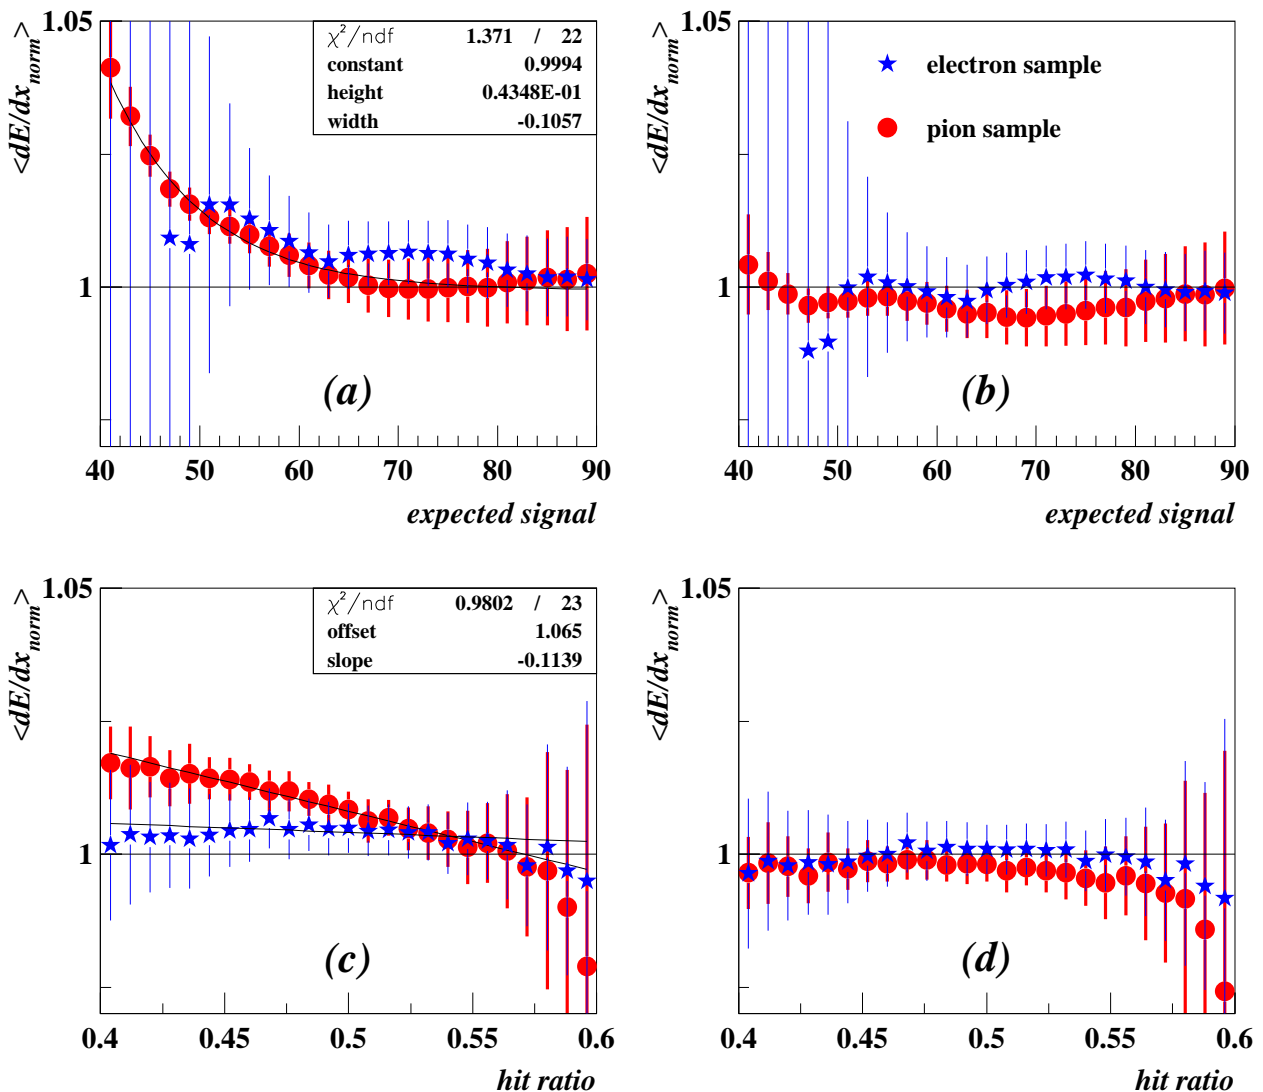 <dE/dx_norm>
1.05
1
χ²/ndf 1.371 / 22
constant 0.9994
height 0.4348E-01
width -0.1057
(a)
40 50 60 70 80 90
expected signal
<dE/dx_norm>
1.05
1
electron sample
pion sample
(b)
40 50 60 70 80 90
expected signal
<dE/dx_norm>
1.05
1
χ²/ndf 0.9802 / 23
offset 1.065
slope -0.1139
(c)
0.4 0.45 0.5 0.55 0.6
hit ratio
<dE/dx_norm>
1.05
1
(d)
0.4 0.45 0.5 0.55 0.6
hit ratio